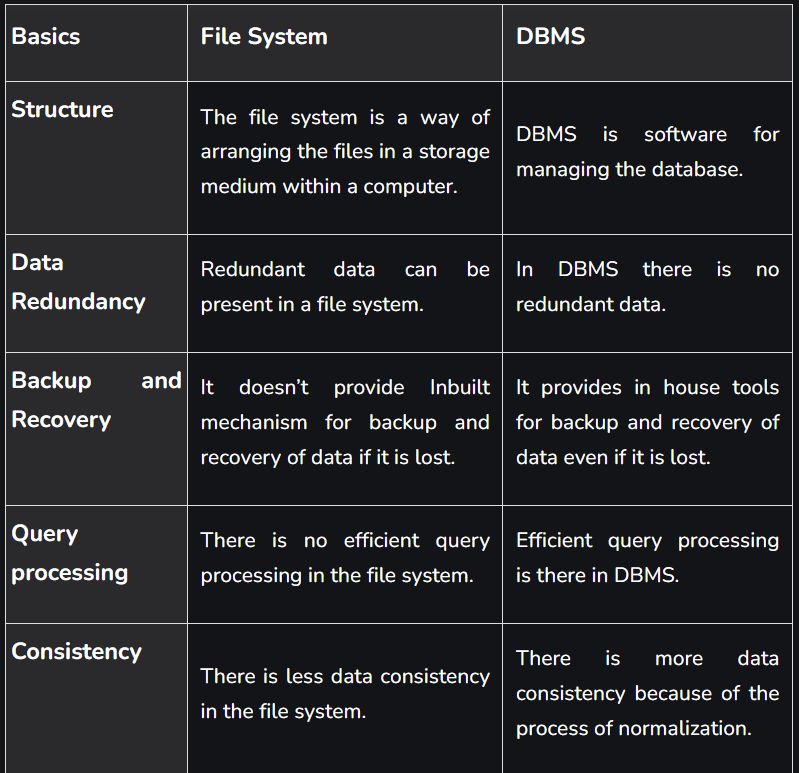 Basics
File System
DBMS
Structure
The file system is a way of
arranging the files in a storage
medium within a computer.
DBMS is software for
managing the database.
Data
Redundancy
Redundant data can be
present in a file system.
In DBMS there is no
redundant data.
Backup and
Recovery
It doesn’t provide Inbuilt
mechanism for backup and
recovery of data if it is lost.
It provides in house tools
for backup and recovery of
data even if it is lost.
Query
processing
There is no efficient query
processing in the file system.
Efficient query processing
is there in DBMS.
Consistency
There is less data consistency
in the file system.
There is more data
consistency because of the
process of normalization.